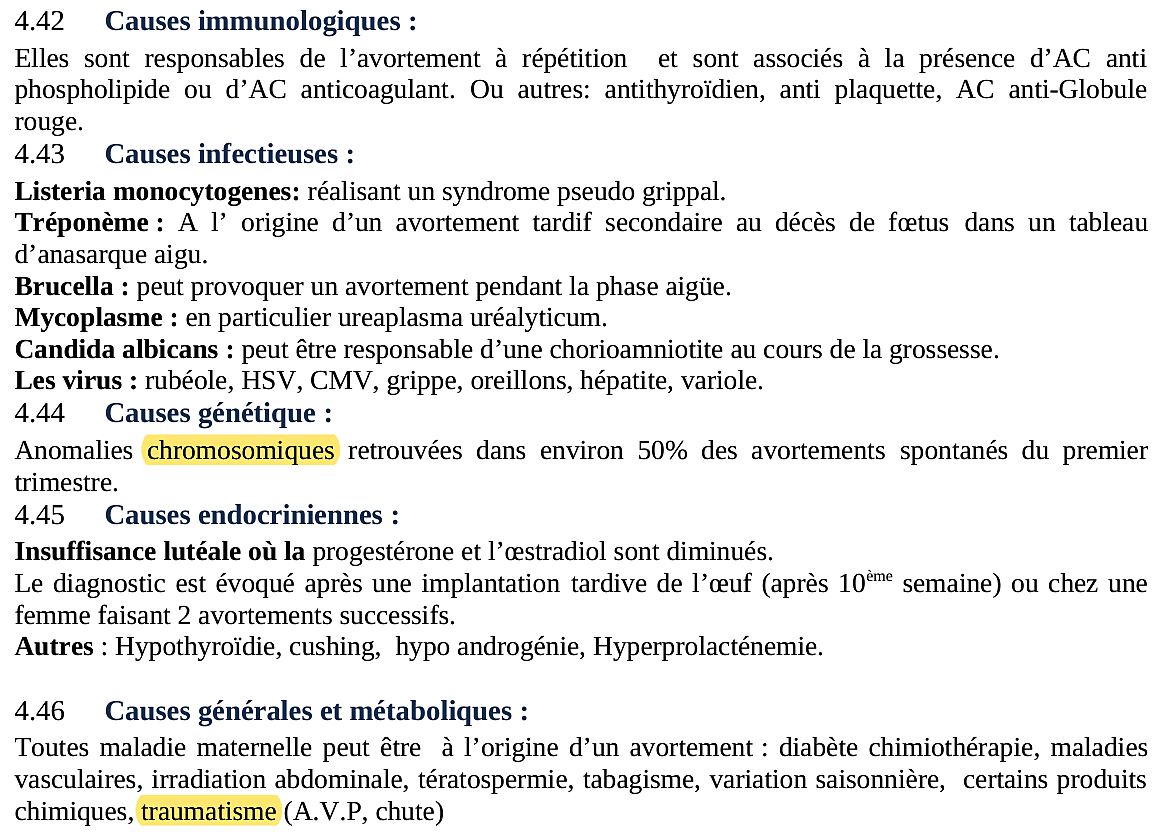 4.42 Causes immunologiques :
Elles sont responsables de l’avortement à répétition et sont associés à la présence d’AC anti
phospholipide ou d’AC anticoagulant. Ou autres: antithyroïdien, anti plaquette, AC anti-Globule
rouge.
4.43 Causes infectieuses :
Listeria monocytogenes: réalisant un syndrome pseudo grippal.
Tréponème : A l’ origine d’un avortement tardif secondaire au décès de fœtus dans un tableau
d’anasarque aigu.
Brucella : peut provoquer un avortement pendant la phase aigüe.
Mycoplasme : en particulier ureaplasma uréalyticum.
Candida albicans : peut être responsable d’une chorioamniotite au cours de la grossesse.
Les virus : rubéole, HSV, CMV, grippe, oreillons, hépatite, variole.
4.44 Causes génétique :
Anomalies chromosomiques retrouvées dans environ 50% des avortements spontanés du premier
trimestre.
4.45 Causes endocriniennes :
Insuffisance lutéale où la progestérone et l’œstradiol sont diminués.
Le diagnostic est évoqué après une implantation tardive de l’œuf (après 10ème semaine) ou chez une
femme faisant 2 avortements successifs.
Autres : Hypothyroïdie, cushing, hypo androgénie, Hyperprolacténemie.
4.46 Causes générales et métaboliques :
Toutes maladie maternelle peut être à l’origine d’un avortement : diabète chimiothérapie, maladies
vasculaires, irradiation abdominale, tératospermie, tabagisme, variation saisonnière, certains produits
chimiques, traumatisme (A.V.P, chute)